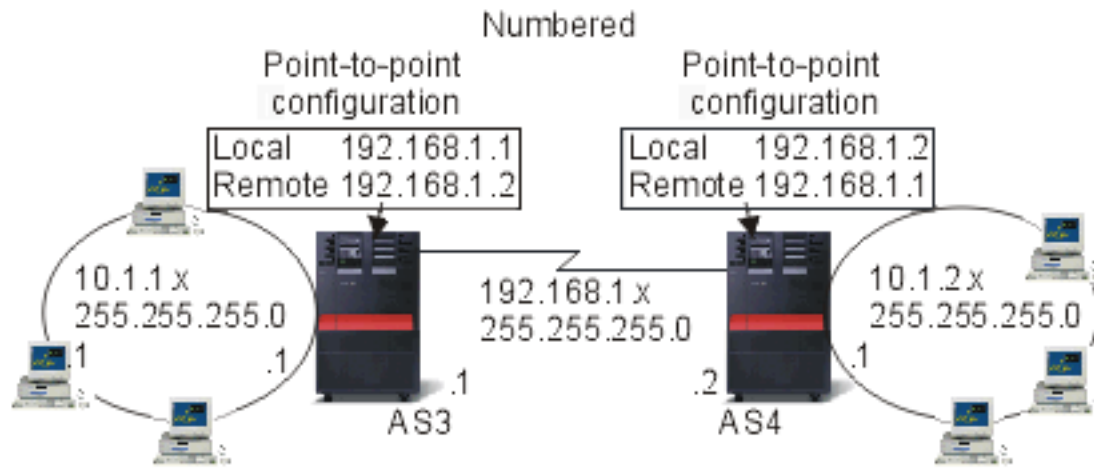 Numbered
Point-to-point
configuration
Local 192.168.1.1
Remote 192.168.1.2
Point-to-point
configuration
Local 192.168.1.2
Remote 192.168.1.1
10.1.1.x
255.255.255.0
.1
.1
192.168.1.x
255.255.255.0
.1
AS3
.2
AS4
10.1.2.x
255.255.255.0
.1